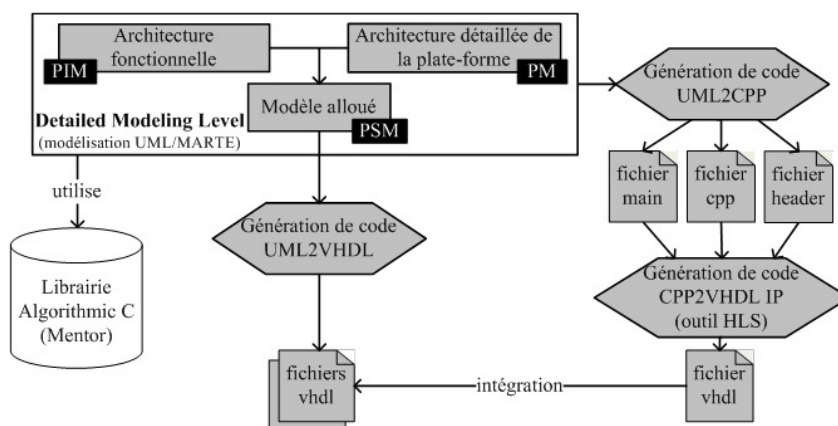 Architecture
fonctionnelle
PIM
Architecture détaillée de
la plate-forme
PM
Modèle alloué
PSM
Detailed Modeling Level
(modélisation UML/MARTE)
Génération de code
UML2CPP
utilise
fichier
main
fichier
cpp
fichier
header
Génération de code
UML2VHDL
Librairie
Algorithmic C
(Mentor)
Génération de code
CPP2VHDL IP
(outil HLS)
fichiers
vhdl
intégration
fichier
vhdl